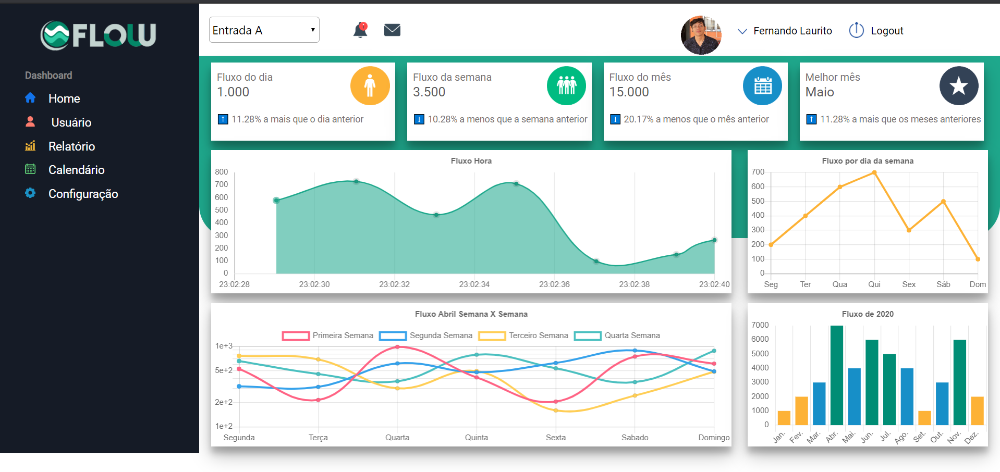 FLOW
Entrada A
Fernando Laurito
Logout
Dashboard
Home
Usuário
Relatório
Calendário
Configuração
Fluxo do dia
1.000
11.28% a mais que o dia anterior
Fluxo da semana
3.500
10.28% a menos que a semana anterior
Fluxo do mês
15.000
20.17% a menos que o mês anterior
Melhor mês
Maio
11.28% a mais que os meses anteriores
Fluxo Hora
800
700
600
500
400
300
200
100
0
23:02:28 23:02:30 23:02:32 23:02:34 23:02:36 23:02:38 23:02:40
Fluxo por dia da semana
700
600
500
400
300
200
100
0
Seg Ter Qua Qui Sex Sáb Dom
Fluxo Abril Semana X Semana
Primeira Semana Segunda Semana Terceiro Semana Quarta Semana
1e+3
5e+2
2e+2
1e+2
Segunda Terça Quarta Quinta Sexta Sabado Domingo
Fluxo de 2020
7000
6000
5000
4000
3000
2000
1000
0
Jan. Fev. Mar. Abr. Mai. Jun. Jul. Ago. Set. Out. Nov. Dez.